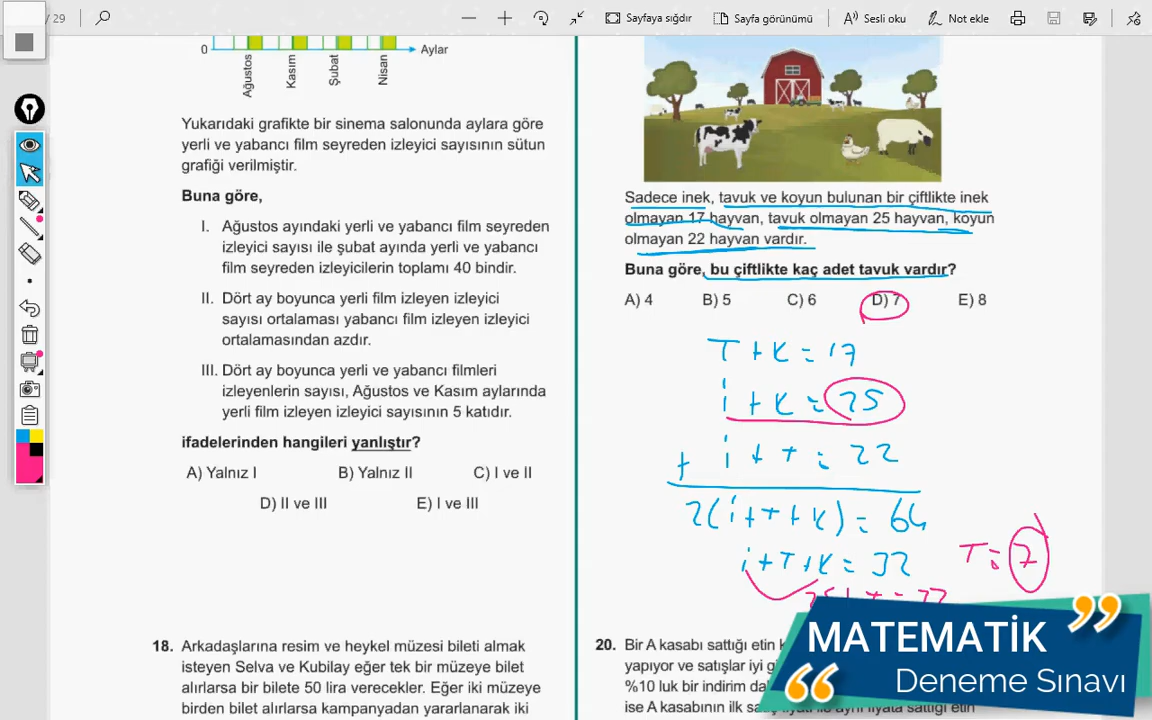 / 29
Sayfaya sığdır
Sayfa görünümü
Sesli oku
Not ekle
0
Aylar
Ağustos
Kasım
Şubat
Nisan
Yukarıdaki grafikte bir sinema salonunda aylara göre
yerli ve yabancı film seyreden izleyici sayısının sütun
grafiği verilmiştir.
Buna göre,
I. Ağustos ayındaki yerli ve yabancı film seyreden
izleyici sayısı ile şubat ayında yerli ve yabancı
film seyreden izleyicilerin toplamı 40 bindir.
II. Dört ay boyunca yerli film izleyen izleyici
sayısı ortalaması yabancı film izleyen izleyici
ortalamasından azdır.
III. Dört ay boyunca yerli ve yabancı filmleri
izleyenlerin sayısı, Ağustos ve Kasım aylarında
yerli film izleyen izleyici sayısının 5 katıdır.
ifadelerinden hangileri yanlıştır?
A) Yalnız I B) Yalnız II C) I ve II
D) II ve III E) I ve III
18. Arkadaşlarına resim ve heykel müzesi bileti almak
isteyen Selva ve Kubilay eğer tek bir müzeye bilet
alırlarsa bir bilete 50 lira verecekler. Eğer iki müzeye
birden bilet alırlarsa kampanyadan yararlanarak iki
Sadece inek, tavuk ve koyun bulunan bir çiftlikte inek
olmayan 17 hayvan, tavuk olmayan 25 hayvan, koyun
olmayan 22 hayvan vardır.
Buna göre, bu çiftlikte kaç adet tavuk vardır?
A) 4 B) 5 C) 6 D) 7 E) 8
T + K = 17
i + K = 25
+ i + T = 22
2(i+T+K) = 64
i+T+K = 32
T = 7
20. Bir A kasabı sattığı etin
yapıyor ve satışlar iyi
%10 luk bir indirim
ise A kasabının ilk satış fiyatı ile aynı fiyata sattığı etin
MATEMATİK
Deneme Sınavı